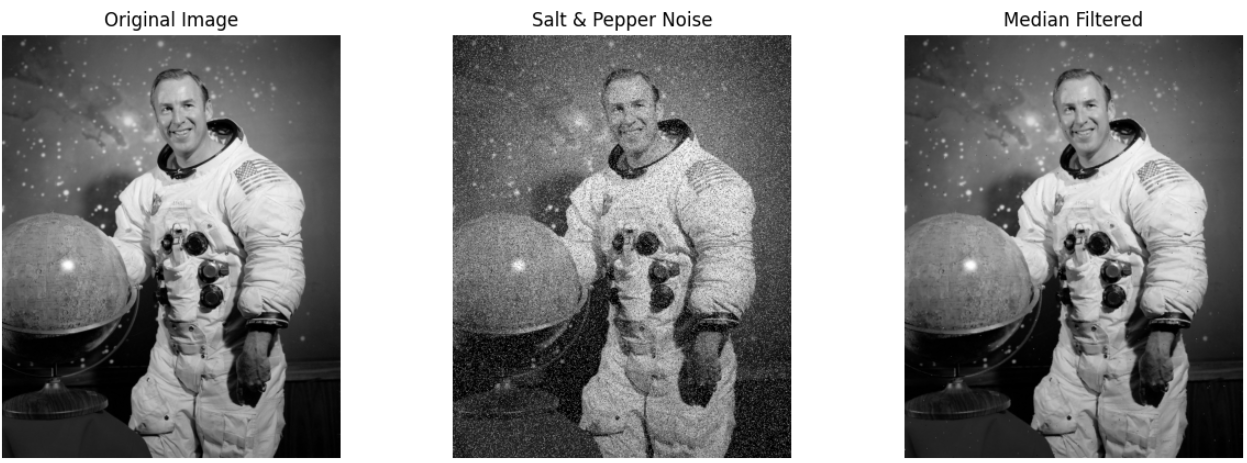 Original Image
Salt & Pepper Noise
Median Filtered